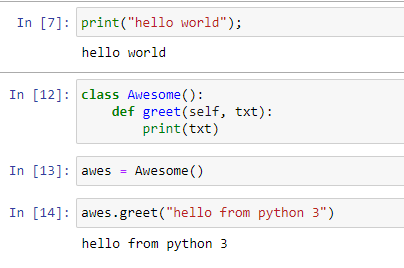 In [7]: print("hello world");
hello world
In [12]: class Awesome():
    def greet(self, txt):
        print(txt)
In [13]: awes = Awesome()
In [14]: awes.greet("hello from python 3")
hello from python 3